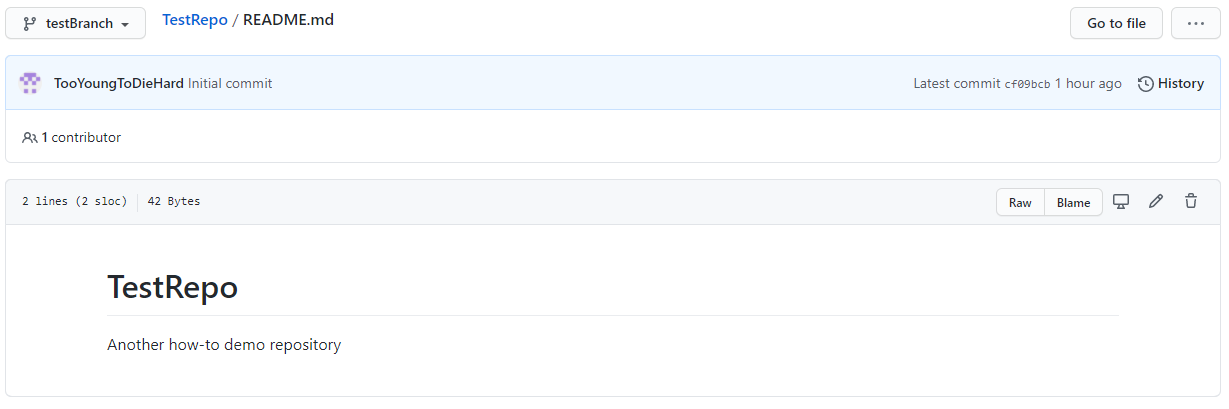 testBranch TestRepo / README.md Go to file ...
TooYoungToDieHard Initial commit Latest commit cf09bcb 1 hour ago History
1 contributor
2 lines (2 sloc) 42 Bytes Raw Blame
TestRepo
Another how-to demo repository